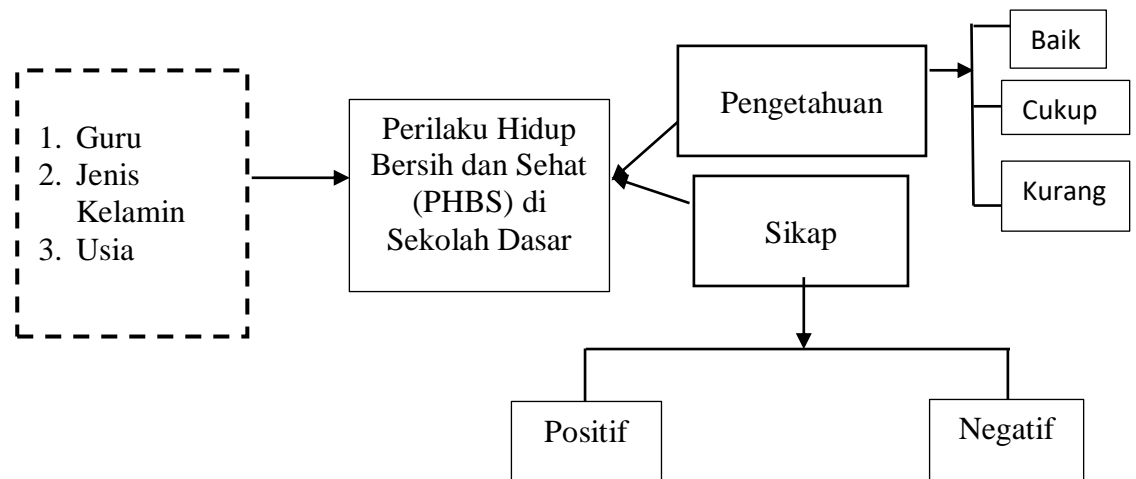 1. Guru
2. Jenis
Kelamin
3. Usia
Perilaku Hidup
Bersih dan Sehat
(PHBS) di
Sekolah Dasar
Pengetahuan
Sikap
Baik
Cukup
Kurang
Positif
Negatif